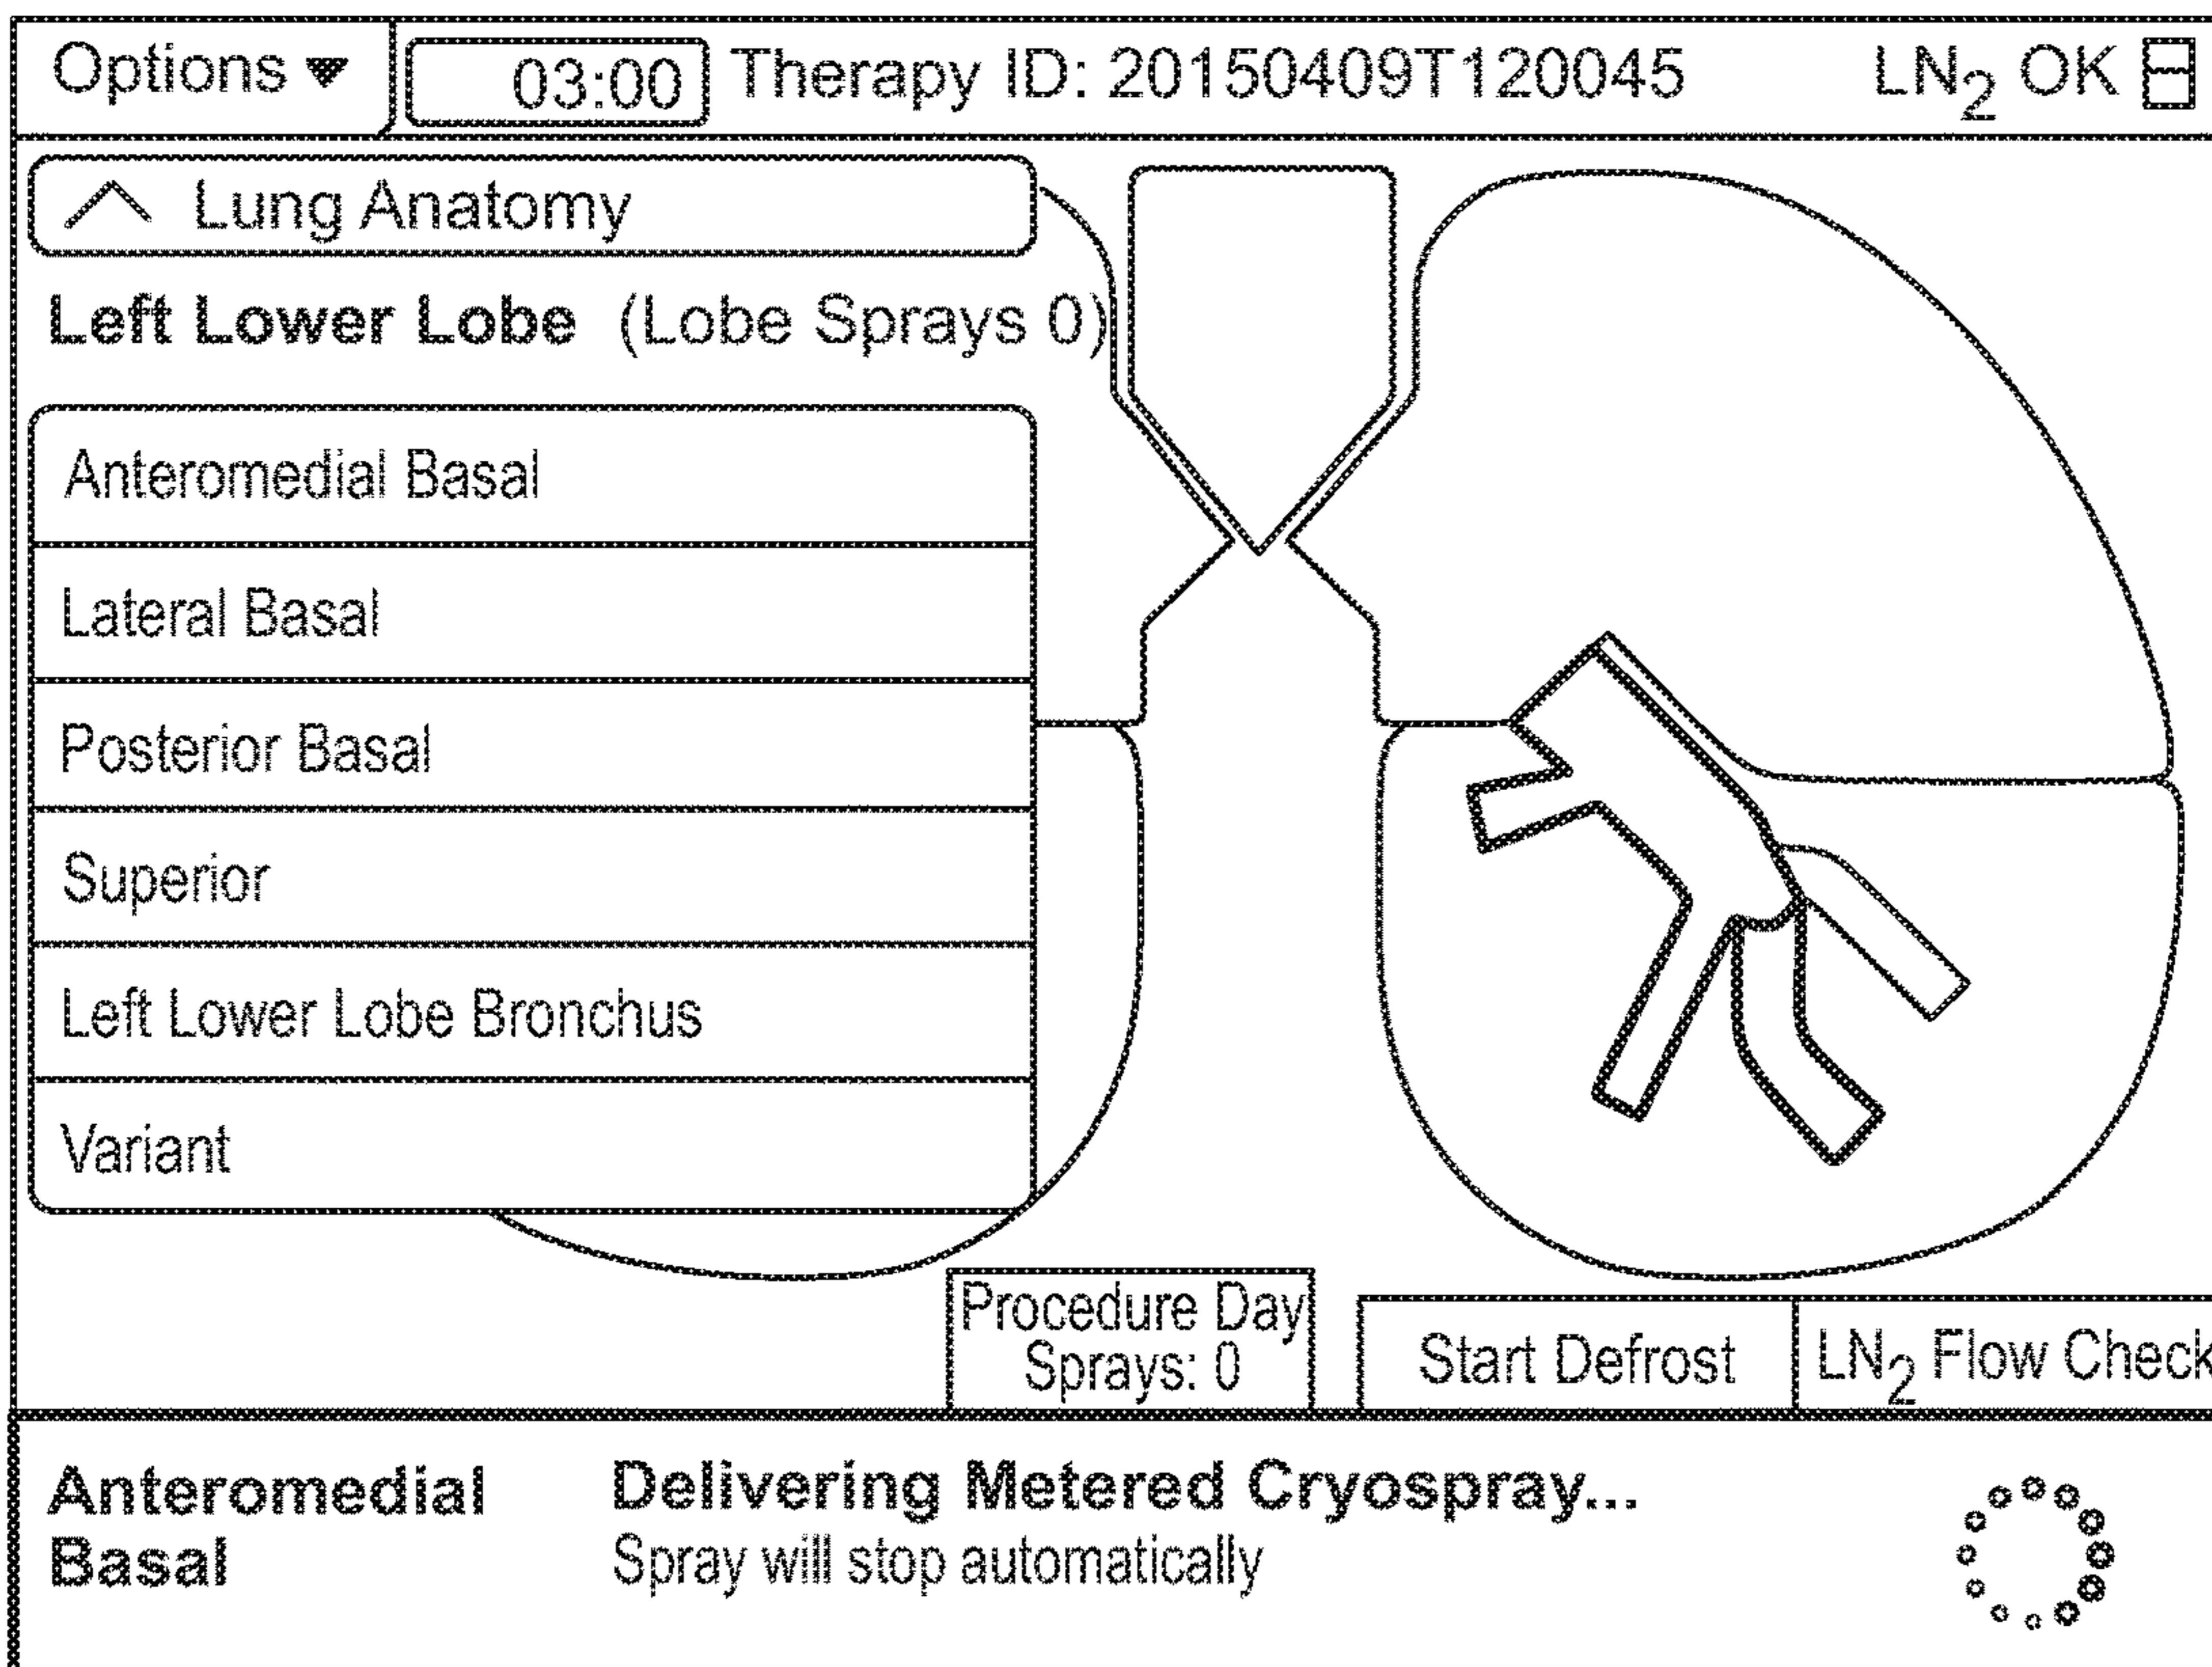 Options ▼ 03:00 Therapy ID: 20150409T120045 LN₂ OK
Lung Anatomy
Left Lower Lobe (Lobe Sprays 0)
Anteromedial Basal
Lateral Basal
Posterior Basal
Superior
Left Lower Lobe Bronchus
Variant
Procedure Day
Sprays: 0
Start Defrost
LN₂ Flow Check
Anteromedial
Basal
Delivering Metered Cryospray...
Spray will stop automatically